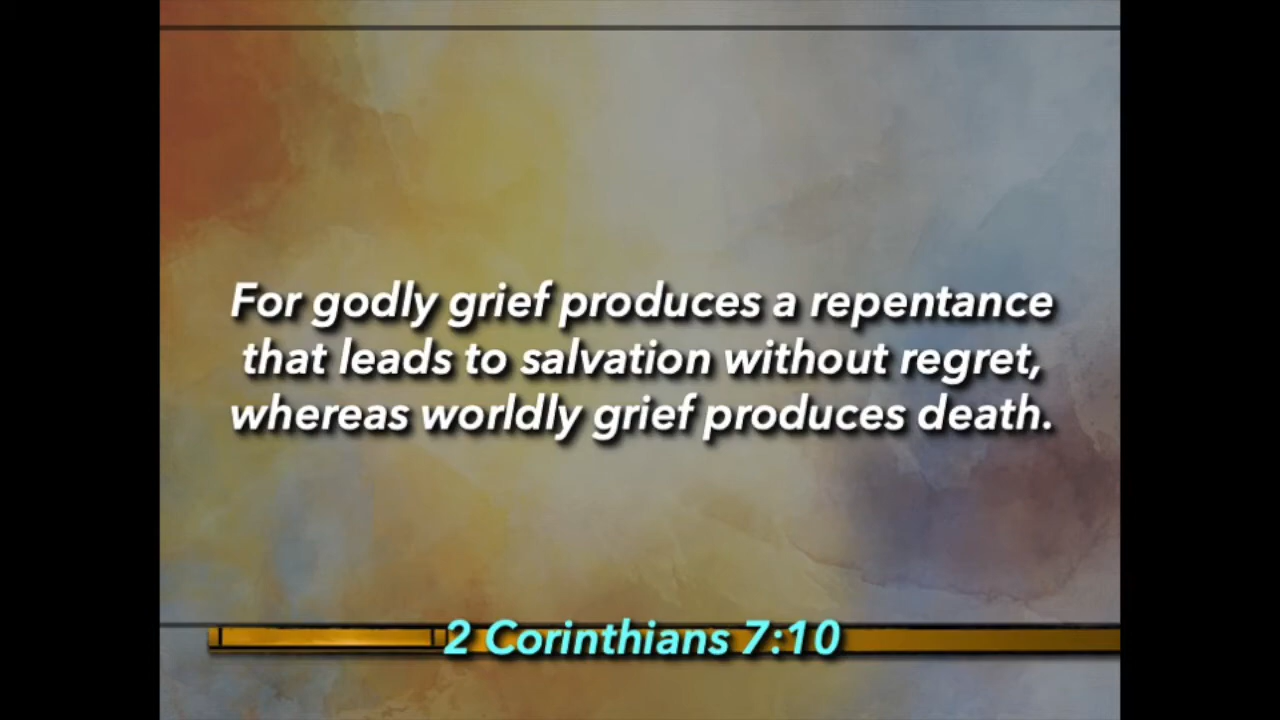 For godly grief produces a repentance
that leads to salvation without regret,
whereas worldly grief produces death.
2 Corinthians 7:10